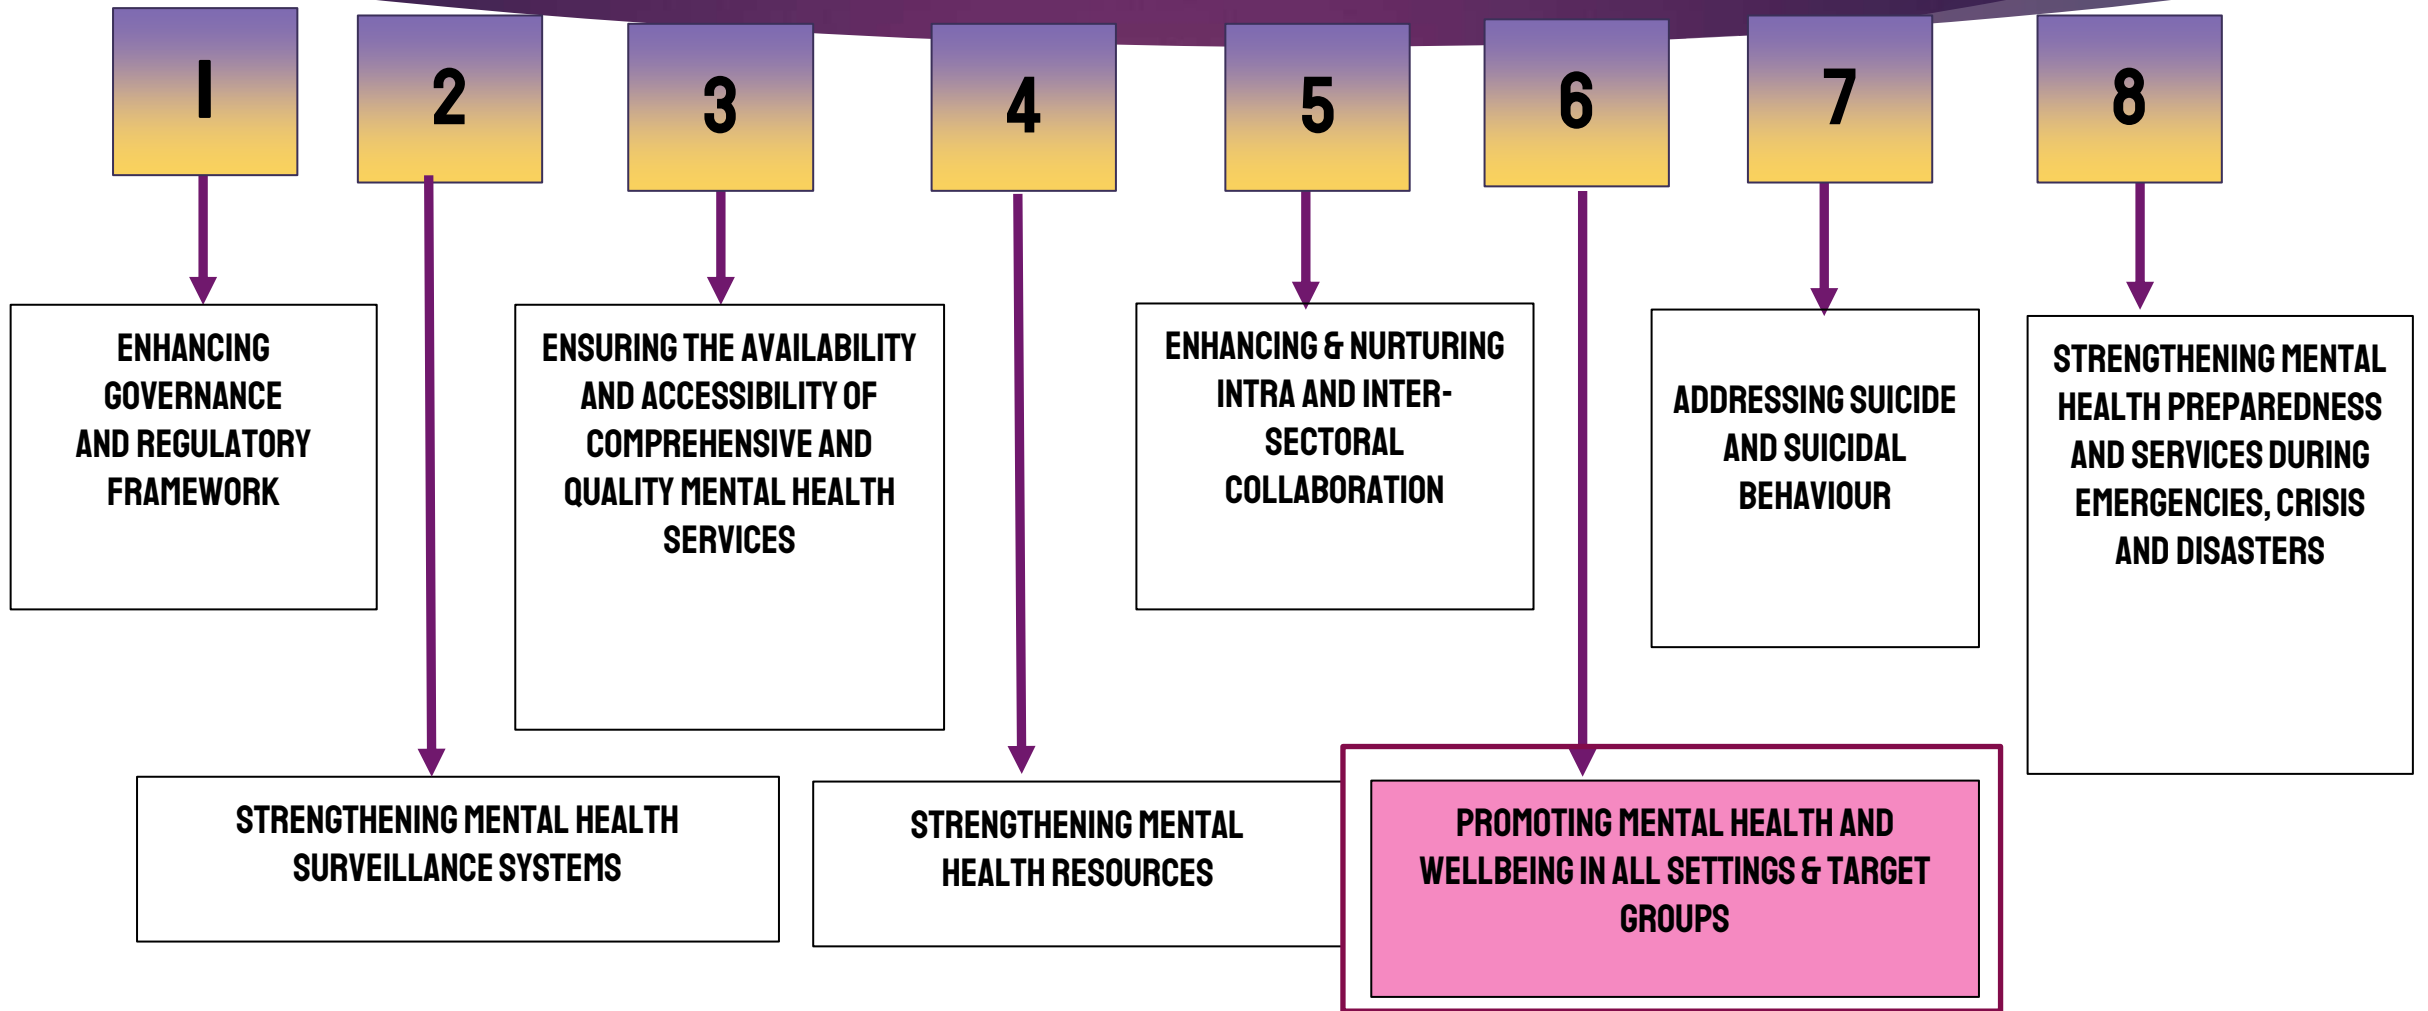 1
2
3
4
5
6
7
8
ENHANCING
GOVERNANCE
AND REGULATORY
FRAMEWORK
ENSURING THE AVAILABILITY
AND ACCESSIBILITY OF
COMPREHENSIVE AND
QUALITY MENTAL HEALTH
SERVICES
ENHANCING & NURTURING
INTRA AND INTER-
SECTORAL
COLLABORATION
ADDRESSING SUICIDE
AND SUICIDAL
BEHAVIOUR
STRENGTHENING MENTAL
HEALTH PREPAREDNESS
AND SERVICES DURING
EMERGENCIES, CRISIS
AND DISASTERS
STRENGTHENING MENTAL HEALTH
SURVEILLANCE SYSTEMS
STRENGTHENING MENTAL
HEALTH RESOURCES
PROMOTING MENTAL HEALTH AND
WELLBEING IN ALL SETTINGS & TARGET
GROUPS